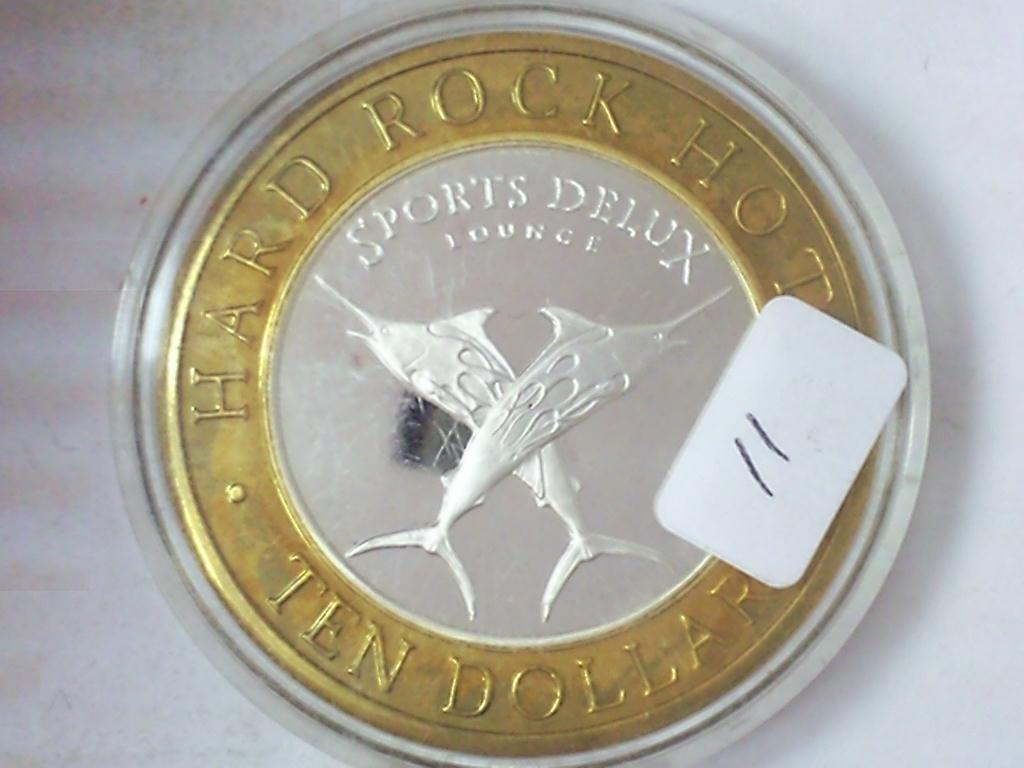 HARD ROCK HOT
SPORTS DELUX
LOUNGE
11
TEN DOLLAR